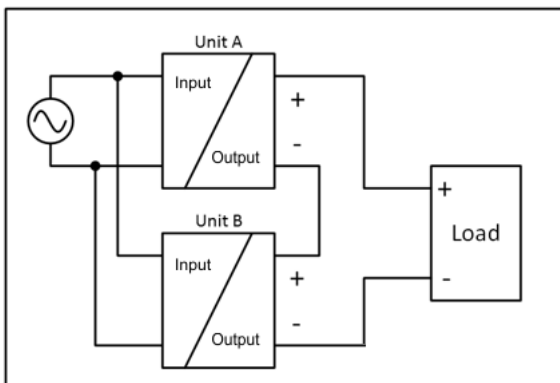 Unit A
Input
+
-
Output
Unit B
Input
+
-
Output
+
Load
-